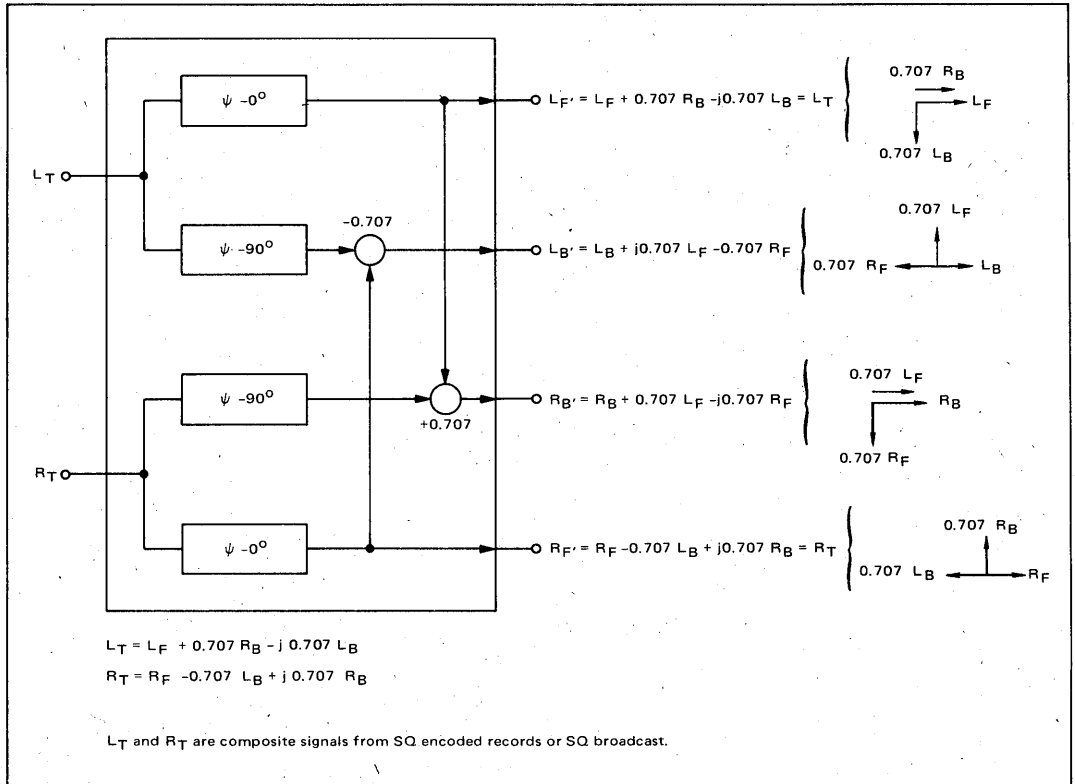 ψ -0°
L_F' = L_F + 0.707 R_B -j0.707 L_B = L_T
0.707 R_B
L_F
0.707 L_B
L_T
-0.707
ψ -90°
L_B' = L_B + j0.707 L_F -0.707 R_F
0.707 L_F
0.707 R_F
L_B
ψ -90°
+0.707
R_B' = R_B + 0.707 L_F -j0.707 R_F
0.707 L_F
R_B
0.707 R_F
R_T
ψ -0°
R_F' = R_F -0.707 L_B + j0.707 R_B = R_T
0.707 R_B
0.707 L_B
R_F
L_T = L_F + 0.707 R_B - j 0.707 L_B
R_T = R_F -0.707 L_B + j 0.707 R_B
L_T and R_T are composite signals from SQ encoded records or SQ broadcast.